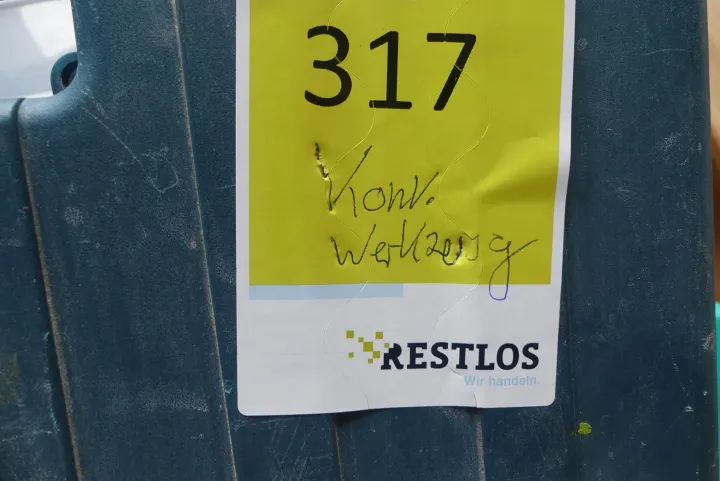 317
Konv.
Werkzeug
RESTLOS
Wir handeln.